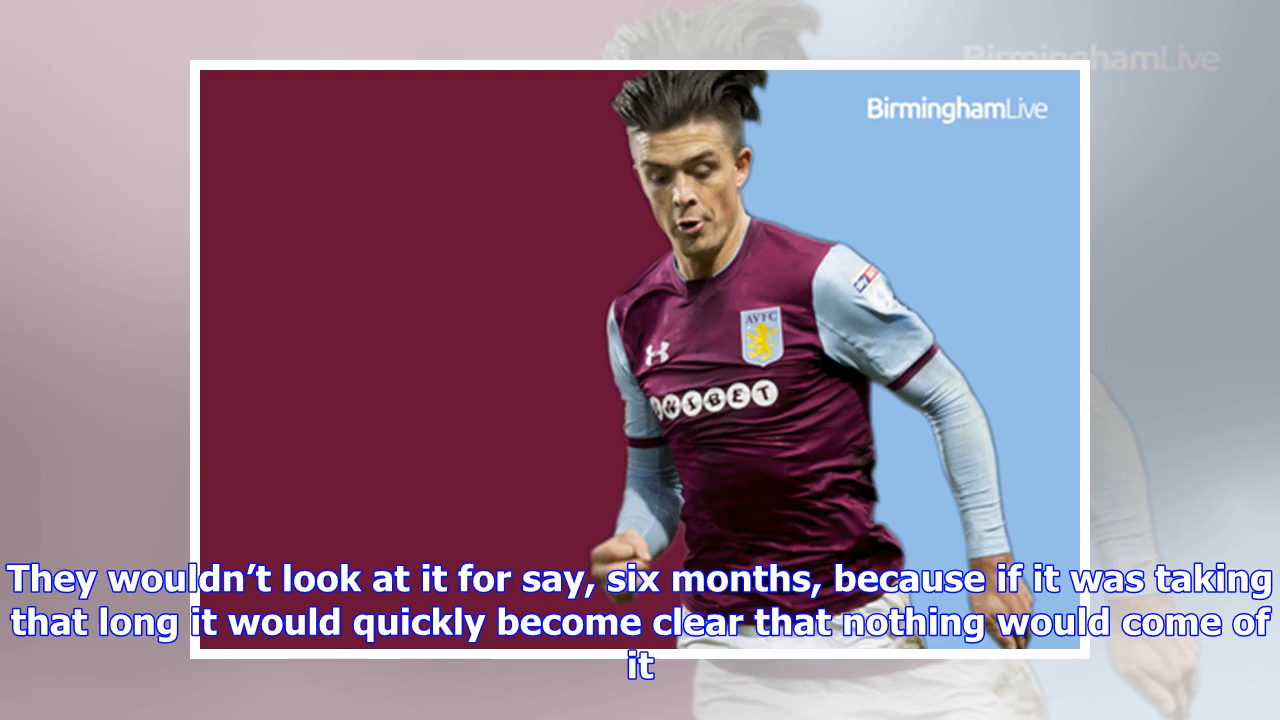 BirminghamLive
BirminghamLive
AVFC
They wouldn’t look at it for say, six months, because if it was taking
that long it would quickly become clear that nothing would come of
it